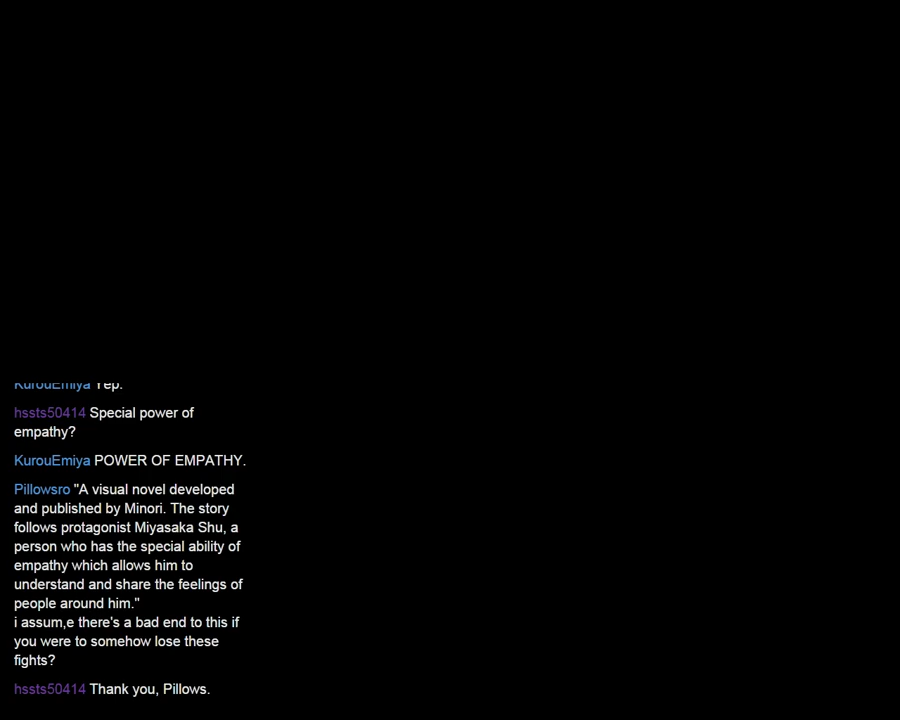 KurouEmiya Yep.
hssts50414 Special power of
empathy?
KurouEmiya POWER OF EMPATHY.
Pillowsro "A visual novel developed
and published by Minori. The story
follows protagonist Miyasaka Shu, a
person who has the special ability of
empathy which allows him to
understand and share the feelings of
people around him."
i assum,e there's a bad end to this if
you were to somehow lose these
fights?
hssts50414 Thank you, Pillows.